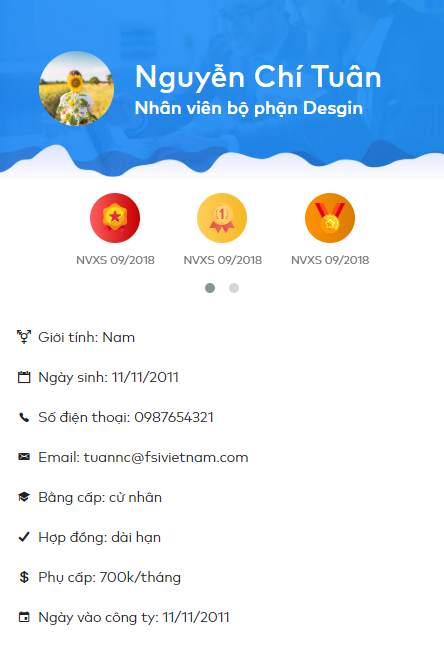 Nguyễn Chí Tuân
Nhân viên bộ phận Desgin
1
NVXS 09/2018 NVXS 09/2018 NVXS 09/2018
Giới tính: Nam
Ngày sinh: 11/11/2011
Số điện thoại: 0987654321
Email: tuannc@fsivietnam.com
Bằng cấp: cử nhân
Hợp đồng: dài hạn
Phụ cấp: 700k/tháng
Ngày vào công ty: 11/11/2011